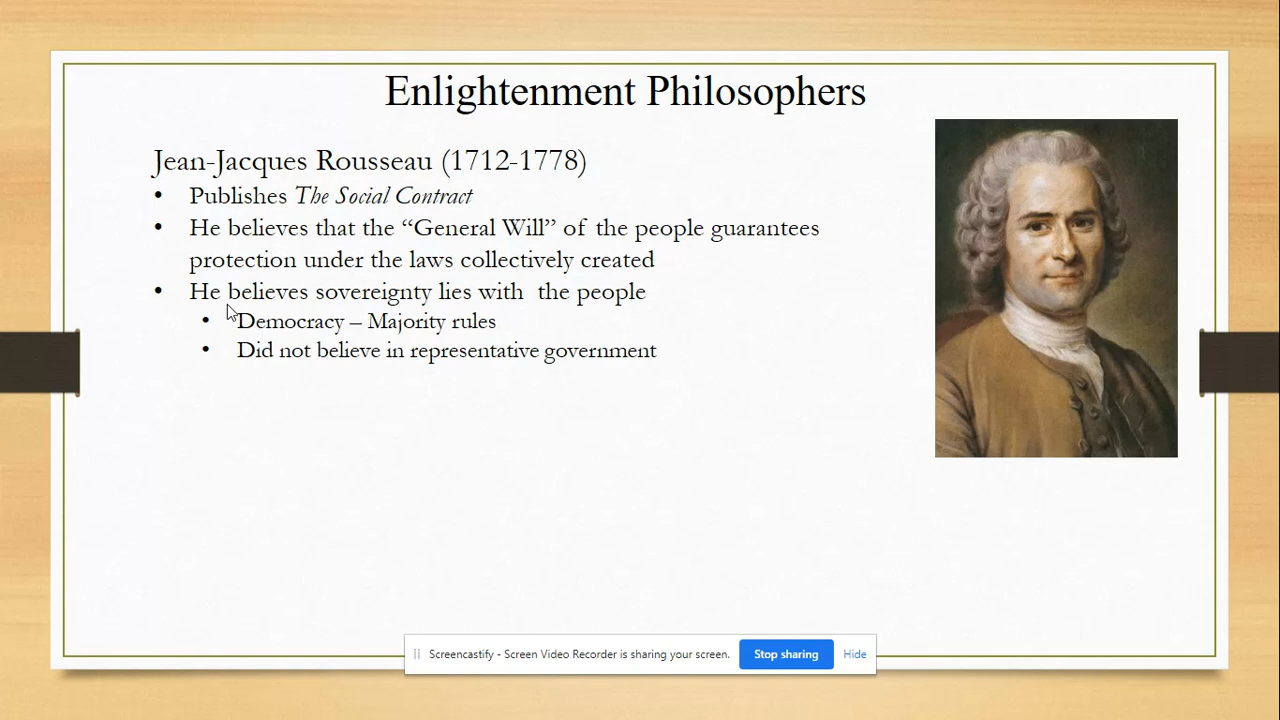 Enlightenment Philosophers
Jean-Jacques Rousseau (1712-1778)
• Publishes The Social Contract
• He believes that the “General Will” of the people guarantees
protection under the laws collectively created
• He believes sovereignty lies with  the people
• Democracy – Majority rules
• Did not believe in representative government
Screencastify - Screen Video Recorder is sharing your screen. Stop sharing Hide